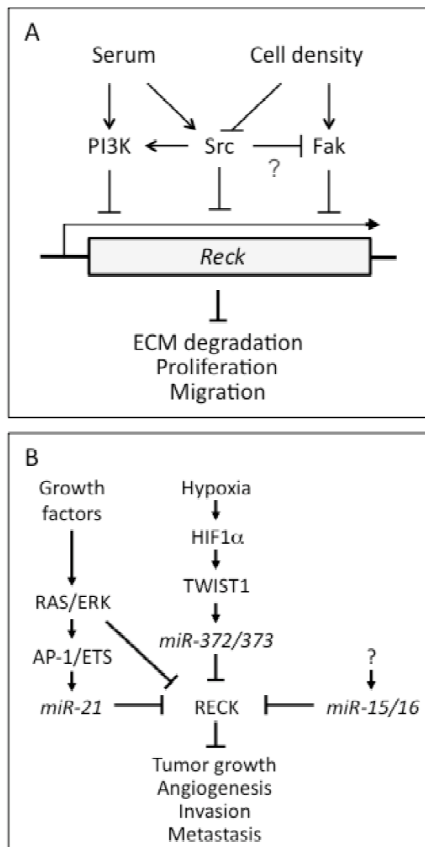 A
Serum Cell density
PI3K Src Fak
?
Reck
ECM degradation
Proliferation
Migration
B
Growth
factors
Hypoxia
HIF1α
TWIST1
RAS/ERK
miR-372/373
AP-1/ETS
?
miR-21 RECK miR-15/16
Tumor growth
Angiogenesis
Invasion
Metastasis